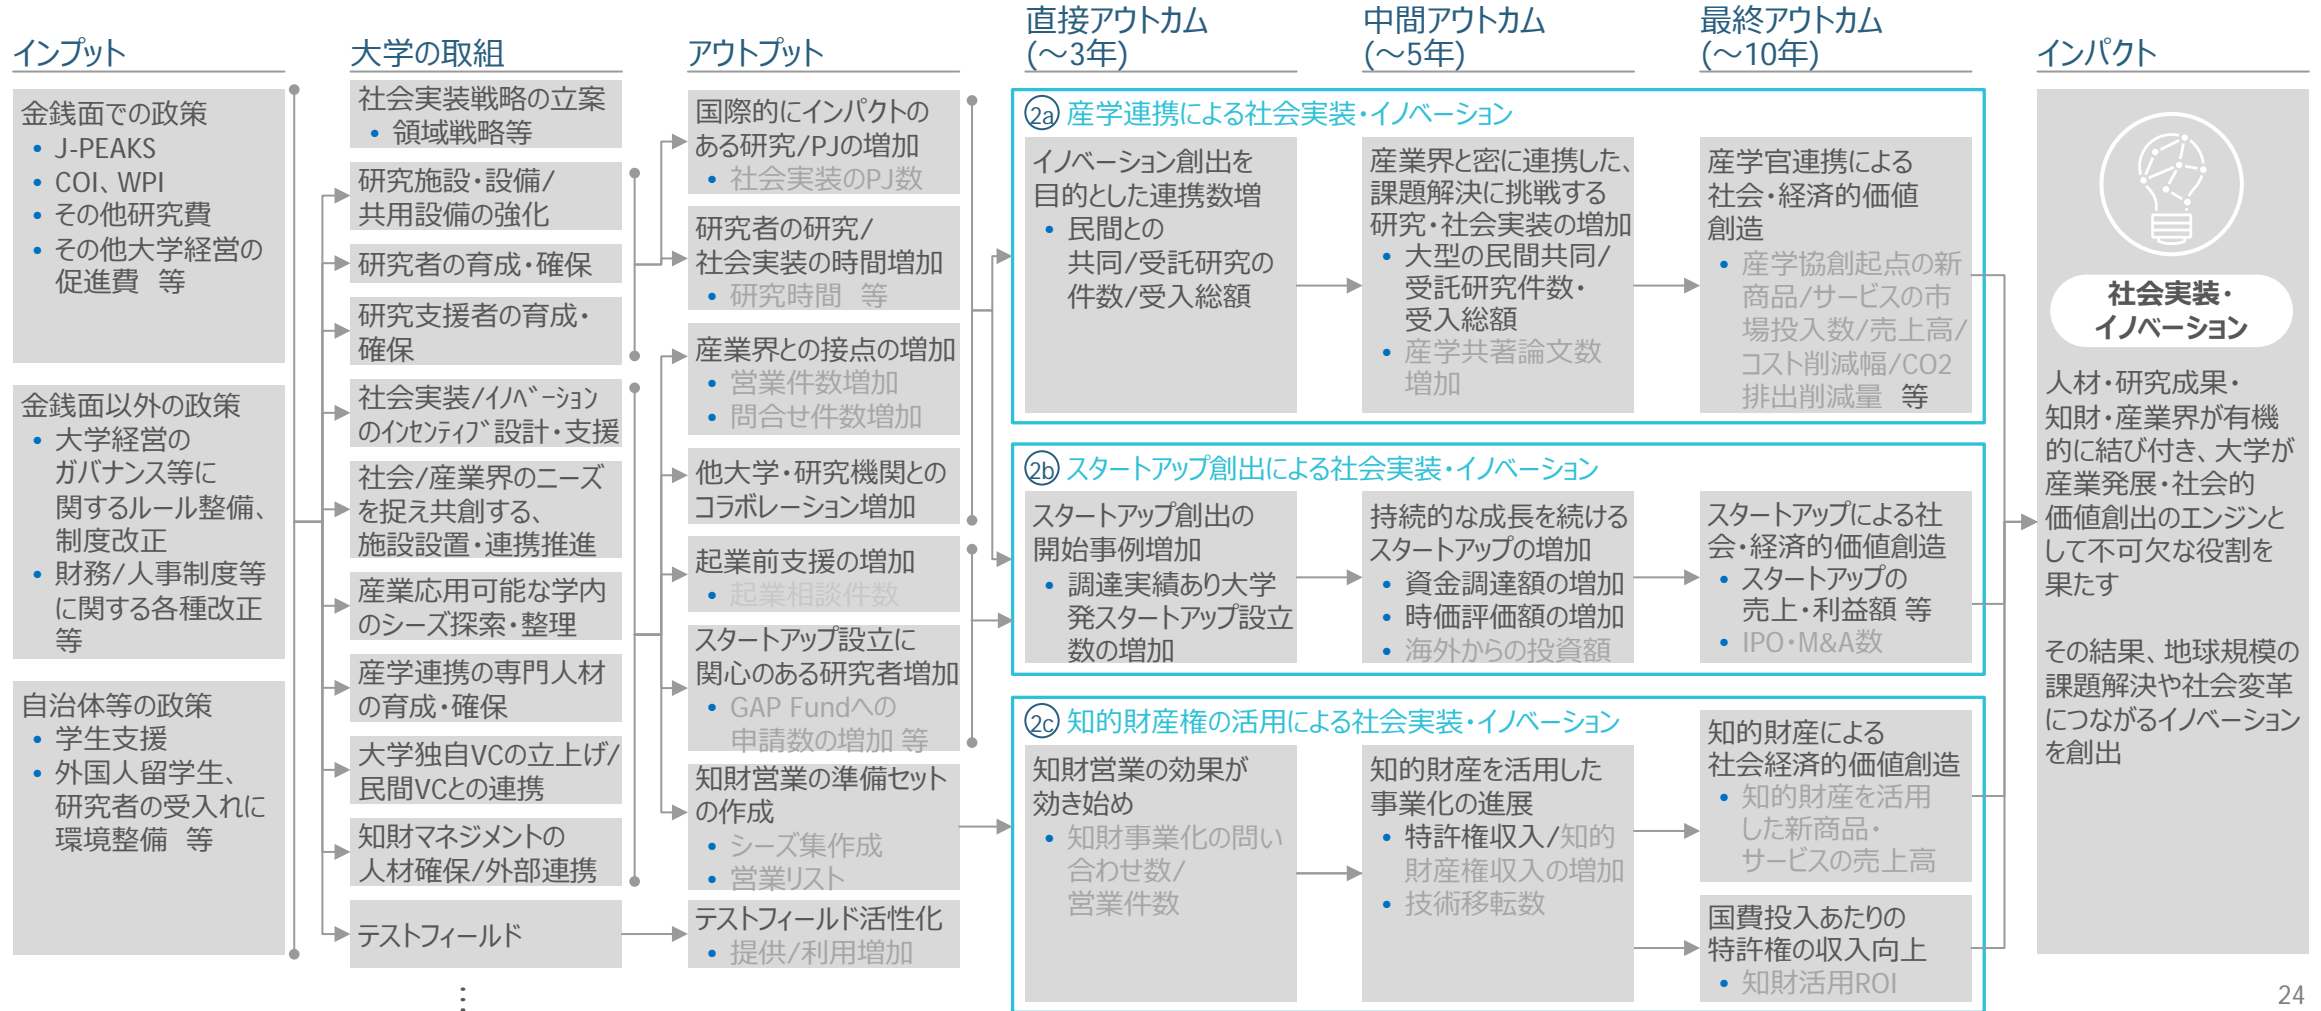 インプット
金銭面での政策
• J-PEAKS
• COI、WPI
• その他研究費
• その他大学経営の
促進費 等
金銭面以外の政策
• 大学経営の
ガバナンス等に
関するルール整備、
制度改正
• 財務/人事制度等
に関する各種改正
等
自治体等の政策
• 学生支援
• 外国人留学生、
研究者の受入れに
環境整備 等
大学の取組
社会実装戦略の立案
• 領域戦略等
研究施設・設備/
共用設備の強化
研究者の育成・確保
研究支援者の育成・
確保
社会実装/ｲﾉﾍﾞｰｼｮﾝ
のｲﾝｾﾝﾃｨﾌﾞ設計・支援
社会/産業界のニーズ
を捉え共創する、
施設設置・連携推進
産業応用可能な学内
のシーズ探索・整理
産学連携の専門人材
の育成・確保
大学独自VCの立上げ/
民間VCとの連携
知財マネジメントの
人材確保/外部連携
テストフィールド
⋮
アウトプット
国際的にインパクトの
ある研究/PJの増加
• 社会実装のPJ数
研究者の研究/
社会実装の時間増加
• 研究時間 等
産業界との接点の増加
• 営業件数増加
• 問合せ件数増加
他大学・研究機関との
コラボレーション増加
起業前支援の増加
• 起業相談件数
スタートアップ設立に
関心のある研究者増加
• GAP Fundへの
申請数の増加 等
知財営業の準備セット
の作成
• シーズ集作成
• 営業リスト
テストフィールド活性化
• 提供/利用増加
直接アウトカム
(～3年)
中間アウトカム
(～5年)
最終アウトカム
(～10年)
2a 産学連携による社会実装・イノベーション
イノベーション創出を
目的とした連携数増
• 民間との
共同/受託研究の
件数/受入総額
産業界と密に連携した、
課題解決に挑戦する
研究・社会実装の増加
• 大型の民間共同/
受託研究件数・
受入総額
• 産学共著論文数
増加
産学官連携による
社会・経済的価値
創造
• 産学協創起点の新
商品/サービスの市
場投入数/売上高/
コスト削減幅/CO2
排出削減量 等
2b スタートアップ創出による社会実装・イノベーション
スタートアップ創出の
開始事例増加
• 調達実績あり大学
発スタートアップ設立
数の増加
持続的な成長を続ける
スタートアップの増加
• 資金調達額の増加
• 時価評価額の増加
• 海外からの投資額
スタートアップによる社
会・経済的価値創造
• スタートアップの
売上・利益額 等
• IPO・M&A数
2c 知的財産権の活用による社会実装・イノベーション
知財営業の効果が
効き始め
• 知財事業化の問い
合わせ数/
営業件数
知的財産を活用した
事業化の進展
• 特許権収入/知的
財産権収入の増加
• 技術移転数
知的財産による
社会経済的価値創造
• 知的財産を活用
した新商品・
サービスの売上高
国費投入あたりの
特許権の収入向上
• 知財活用ROI
インパクト
社会実装・
イノベーション
人材・研究成果・
知財・産業界が有機
的に結び付き、大学が
産業発展・社会的
価値創出のエンジンと
して不可欠な役割を
果たす
その結果、地球規模の
課題解決や社会変革
につながるイノベーション
を創出
24